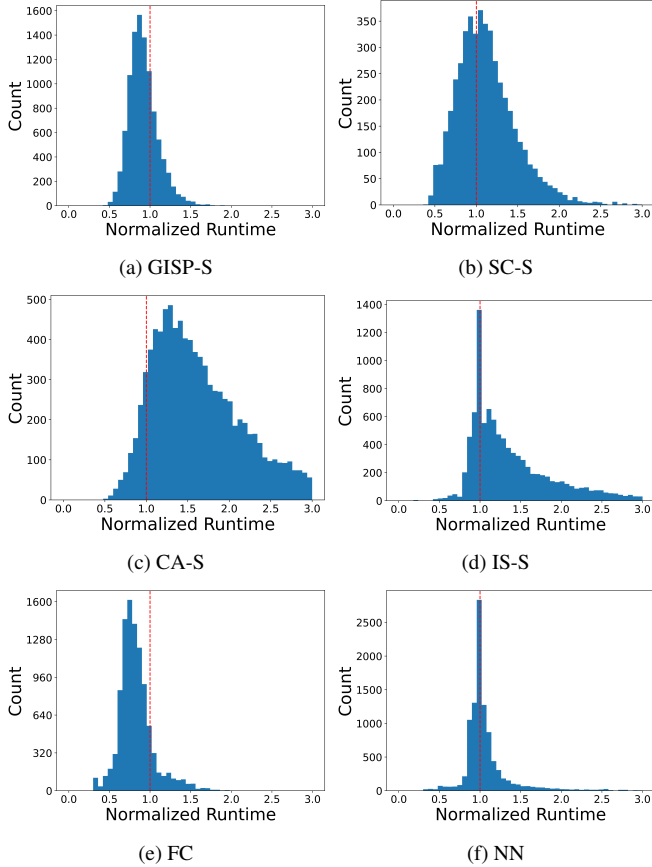 1600
1400
1200
1000
800
600
400
200
0
Count
0.0 0.5 1.0 1.5 2.0 2.5 3.0
Normalized Runtime
(a) GISP-S
350
300
250
200
150
100
50
0
Count
0.0 0.5 1.0 1.5 2.0 2.5 3.0
Normalized Runtime
(b) SC-S
500
400
300
200
100
0
Count
0.0 0.5 1.0 1.5 2.0 2.5 3.0
Normalized Runtime
(c) CA-S
1400
1200
1000
800
600
400
200
0
Count
0.0 0.5 1.0 1.5 2.0 2.5 3.0
Normalized Runtime
(d) IS-S
1600
1280
960
640
320
0
Count
0.0 0.5 1.0 1.5 2.0 2.5 3.0
Normalized Runtime
(e) FC
2500
2000
1500
1000
500
0
Count
0.0 0.5 1.0 1.5 2.0 2.5 3.0
Normalized Runtime
(f) NN